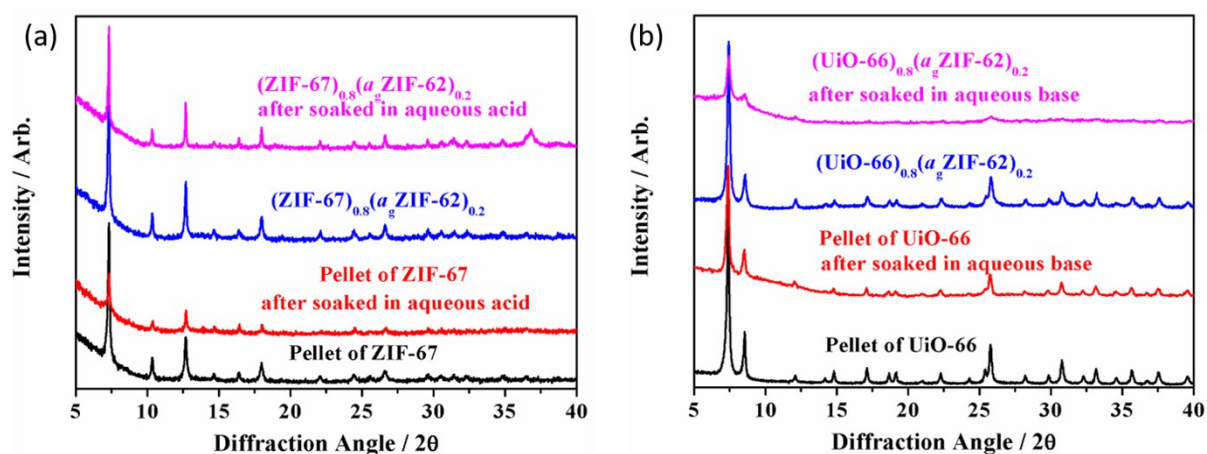 (a)
(ZIF-67)0.8(agZIF-62)0.2
after soaked in aqueous acid
(ZIF-67)0.8(agZIF-62)0.2
Pellet of ZIF-67
after soaked in aqueous acid
Pellet of ZIF-67
Intensity / Arb.
5 10 15 20 25 30 35 40
Diffraction Angle / 2θ
(b)
(UiO-66)0.8(agZIF-62)0.2
after soaked in aqueous base
(UiO-66)0.8(agZIF-62)0.2
Pellet of UiO-66
after soaked in aqueous base
Pellet of UiO-66
Intensity / Arb.
5 10 15 20 25 30 35 40
Diffraction Angle / 2θ